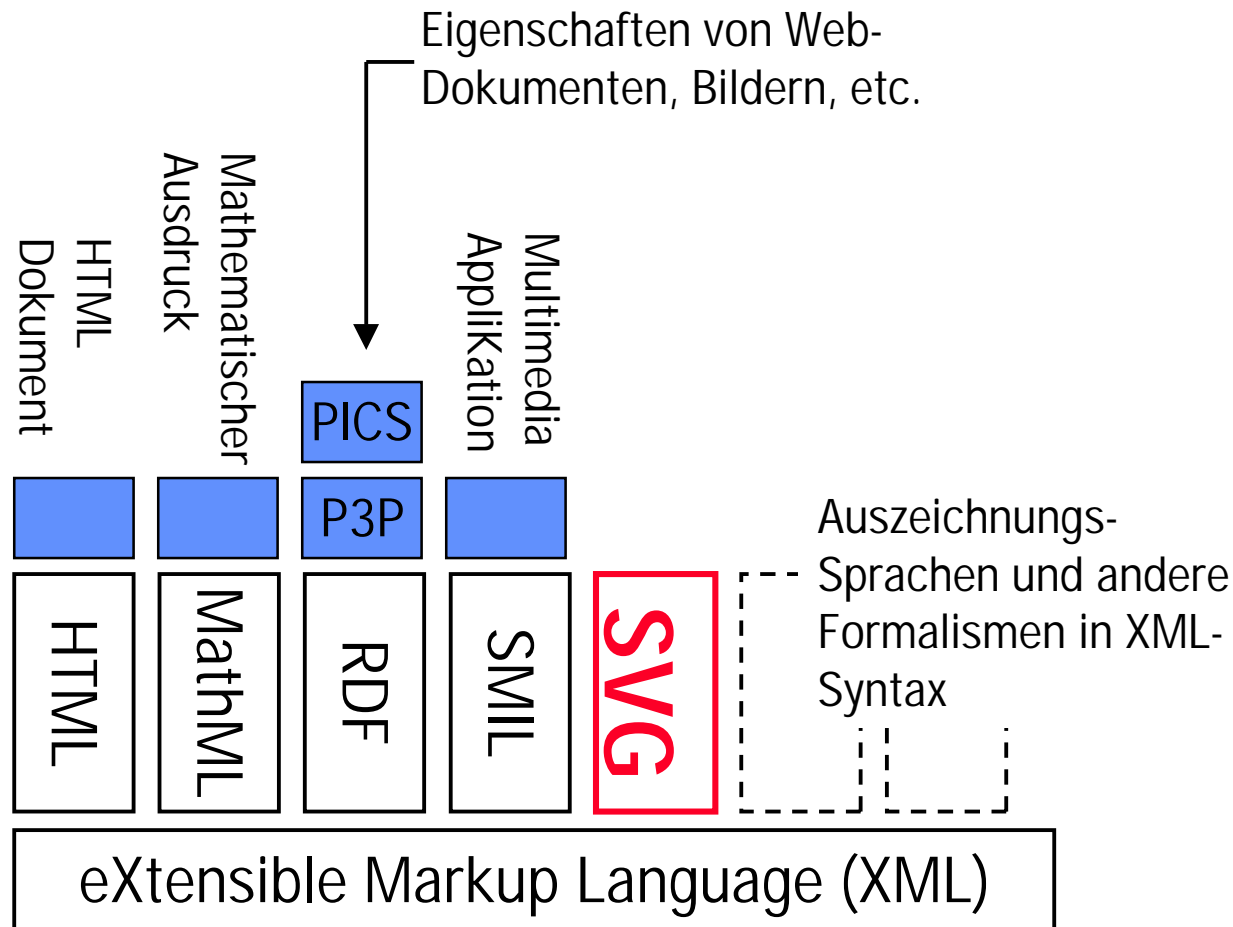 Eigenschaften von Web-
Dokumenten, Bildern, etc.
HTML
Dokument
Mathematischer
Ausdruck
Multimedia
AppliKation
PICS
P3P
HTML
MathML
RDF
SMIL
SVG
Auszeichnungs-
Sprachen und andere
Formalismen in XML-
Syntax
eXtensible Markup Language (XML)